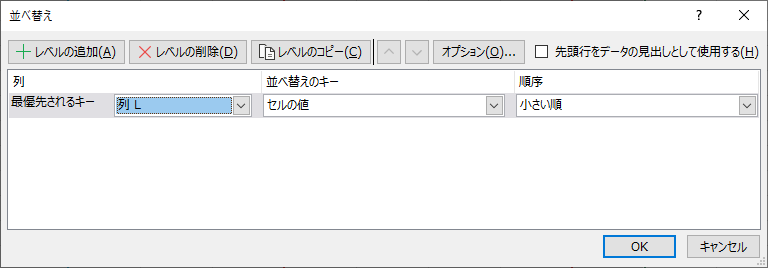 並べ替え
レベルの追加(A) レベルの削除(D) レベルのコピー(C) オプション(O)... 先頭行をデータの見出しとして使用する(H)
列 並べ替えのキー 順序
最優先されるキー 列 L セルの値 小さい順
OK キャンセル